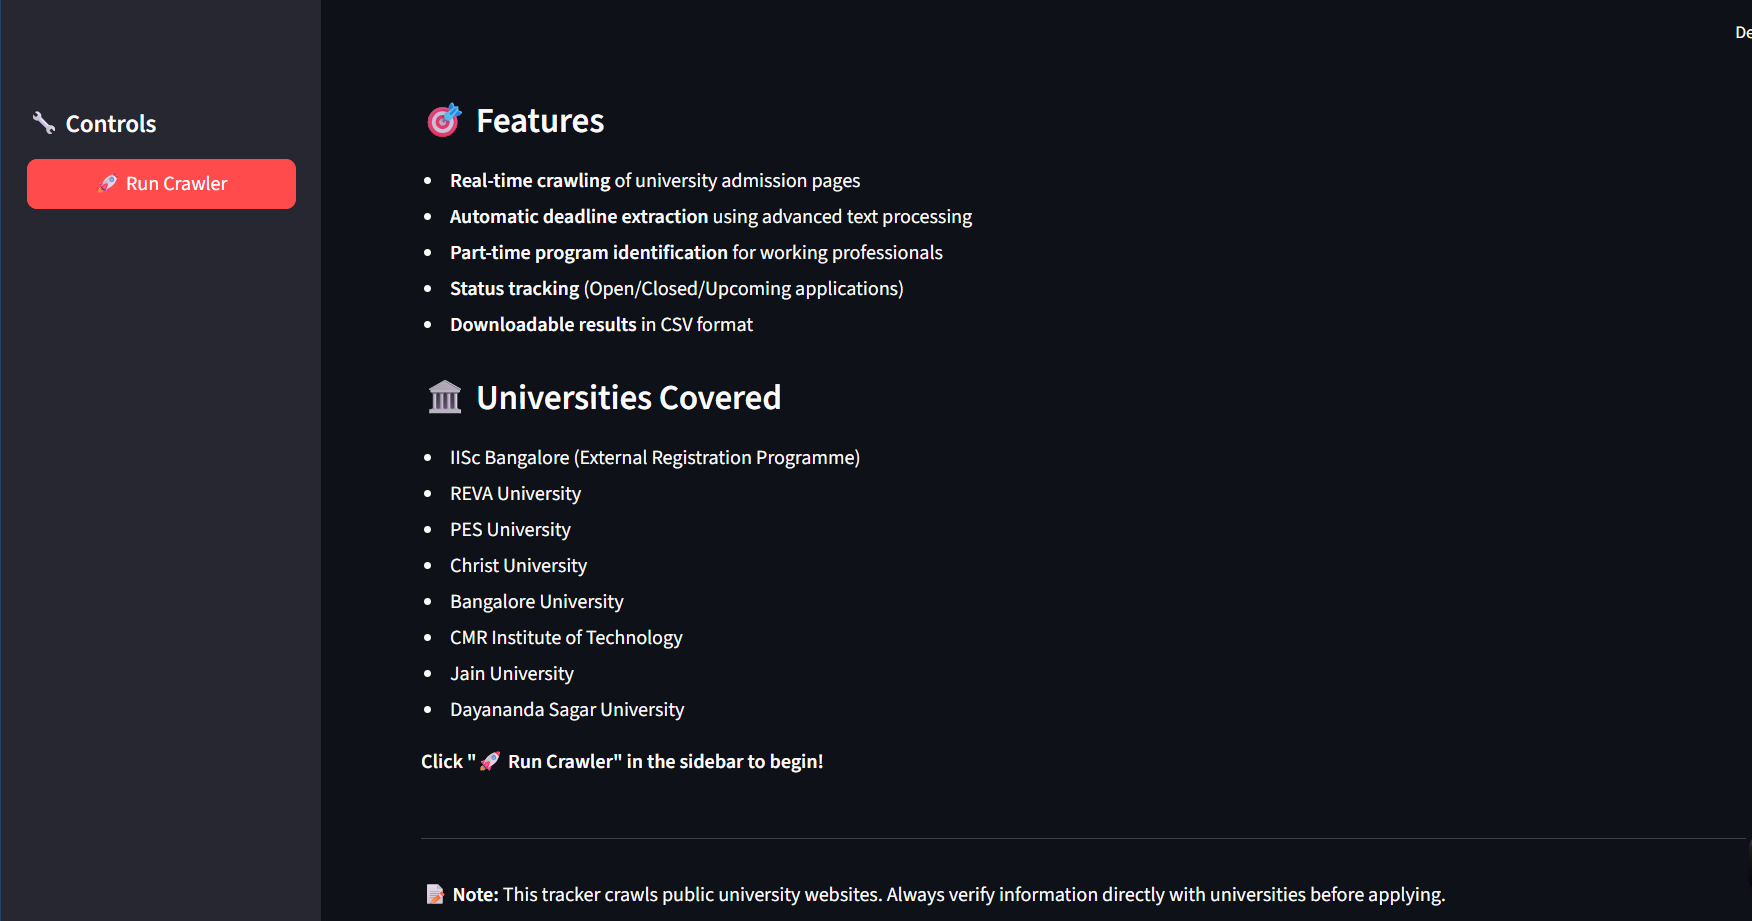 De
Controls
🚀 Run Crawler
Features
Real-time crawling of university admission pages
Automatic deadline extraction using advanced text processing
Part-time program identification for working professionals
Status tracking (Open/Closed/Upcoming applications)
Downloadable results in CSV format
Universities Covered
IISc Bangalore (External Registration Programme)
REVA University
PES University
Christ University
Bangalore University
CMR Institute of Technology
Jain University
Dayananda Sagar University
Click "🚀 Run Crawler" in the sidebar to begin!
Note: This tracker crawls public university websites. Always verify information directly with universities before applying.